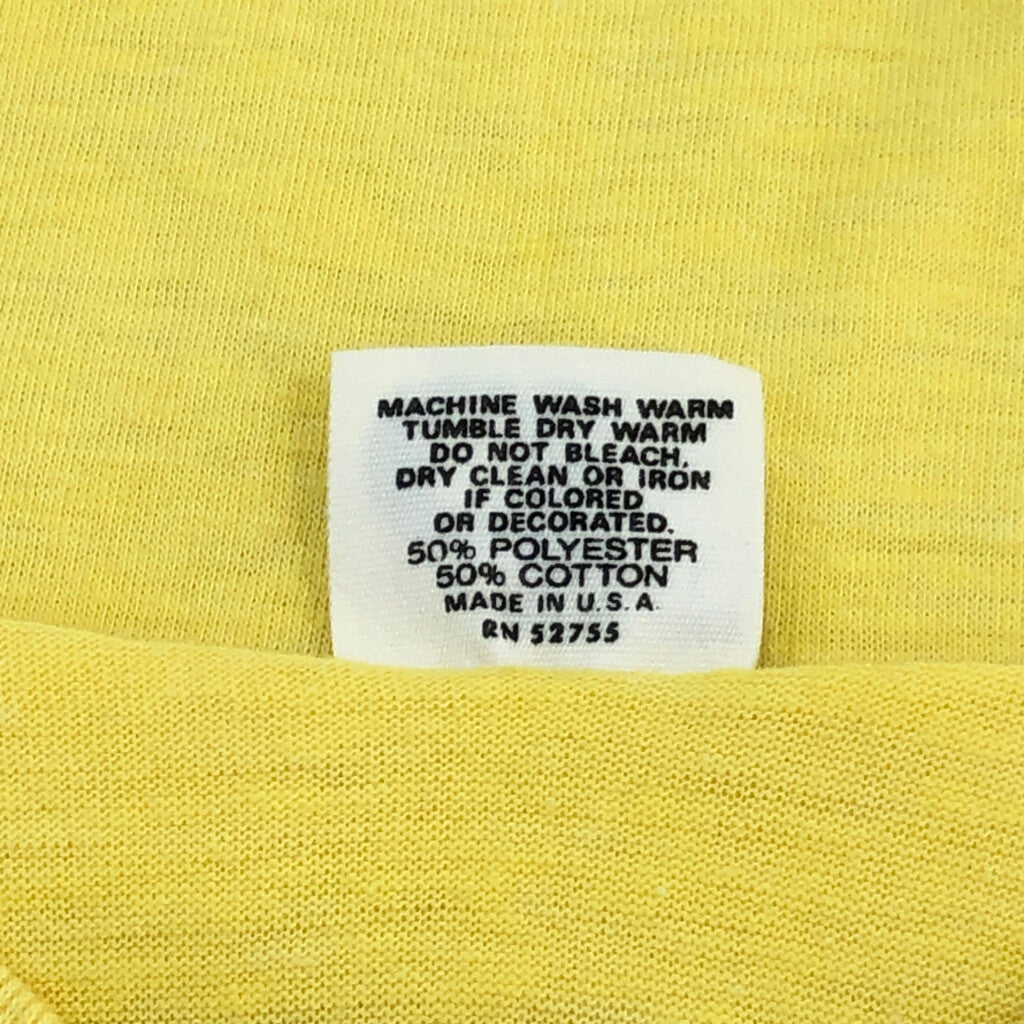 MACHINE WASH WARM
TUMBLE DRY WARM
DO NOT BLEACH,
DRY CLEAN OR IRON
IF COLORED
OR DECORATED.
50% POLYESTER
50% COTTON
MADE IN U.S.A.
RN 52755